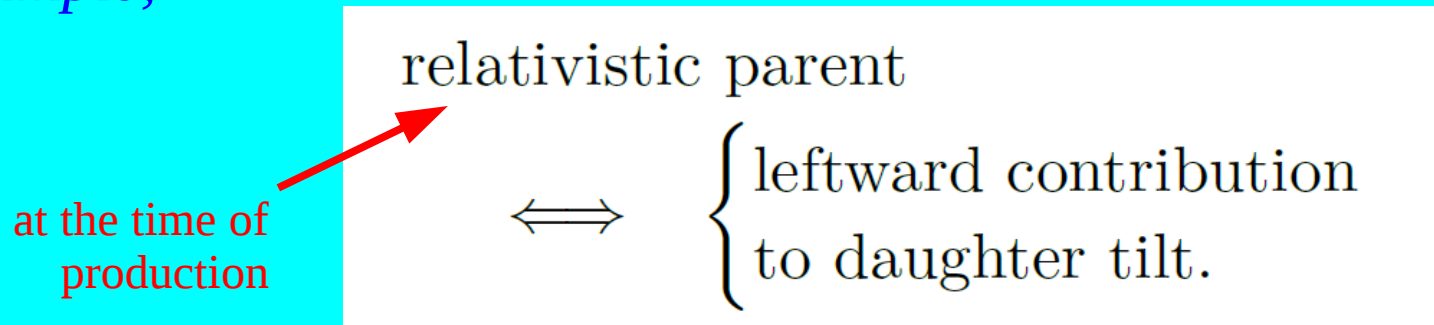 relativistic parent
⟺ { leftward contribution
to daughter tilt.
at the time of
production